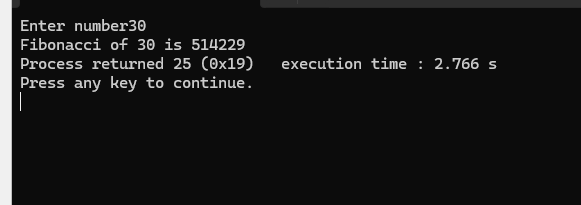 Enter number30
Fibonacci of 30 is 514229
Process returned 25 (0x19)   execution time : 2.766 s
Press any key to continue.